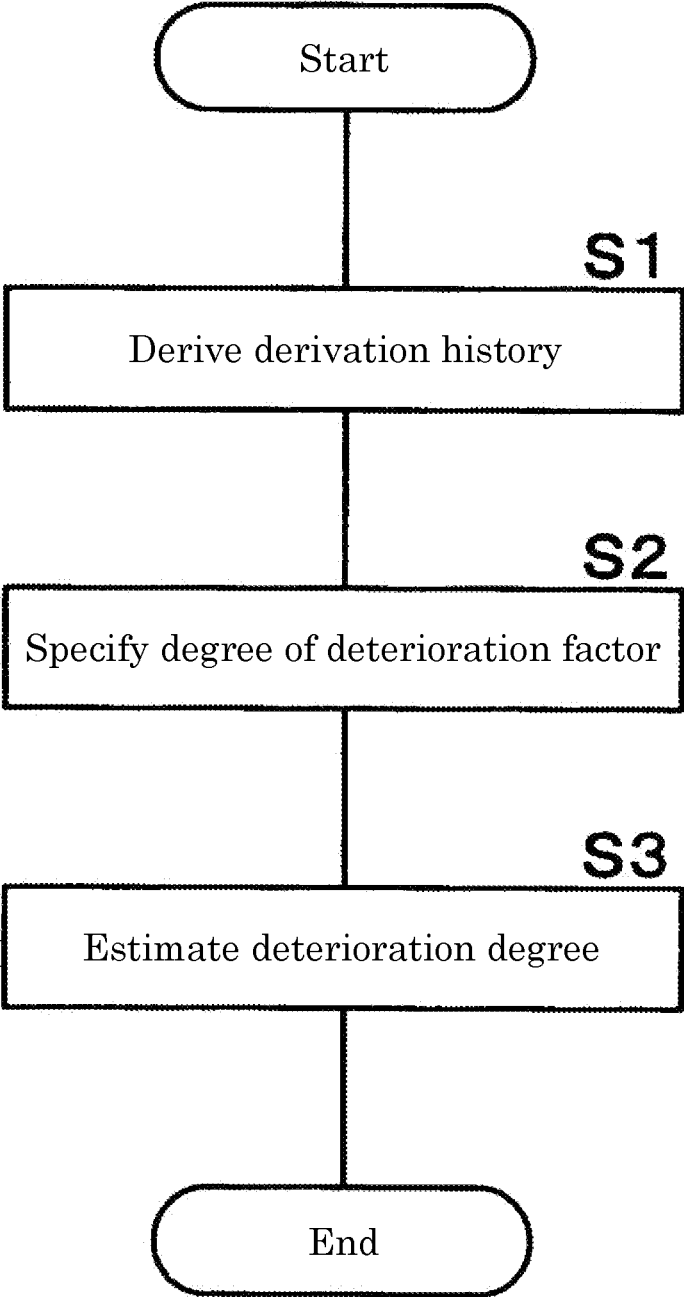 Start
S1
Derive derivation history
S2
Specify degree of deterioration factor
S3
Estimate deterioration degree
End